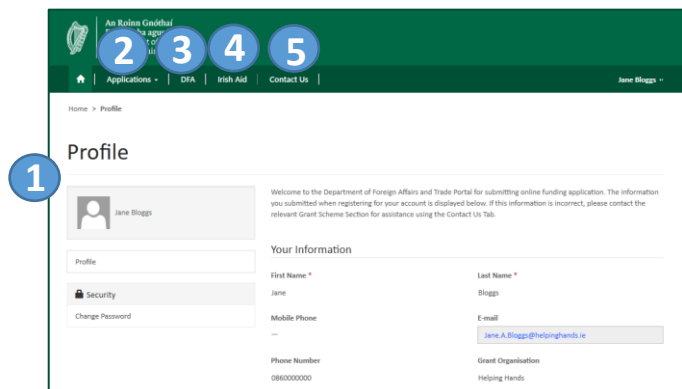 An Roinn Gnóthaí
2
3
4
5
Applications
DFA
Irish Aid
Contact Us
Jane Bloggs
Home > Profile
1
Profile
Jane Bloggs
Profile
Security
Change Password
Welcome to the Department of Foreign Affairs and Trade Portal for submitting online funding application. The information
you submitted when registering for your account is displayed below. If this information is incorrect, please contact the
relevant Grant Scheme Section for assistance using the Contact Us Tab.
Your Information
First Name *
Last Name *
Jane
Bloggs
Mobile Phone
E-mail
—
Jane.A.Bloggs@helpinghands.ie
Phone Number
Grant Organisation
0860000000
Helping Hands